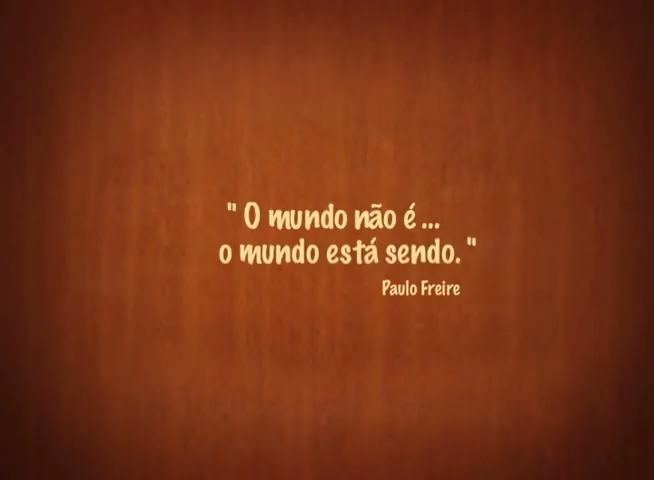 " O mundo não é ...
o mundo está sendo. "
Paulo Freire